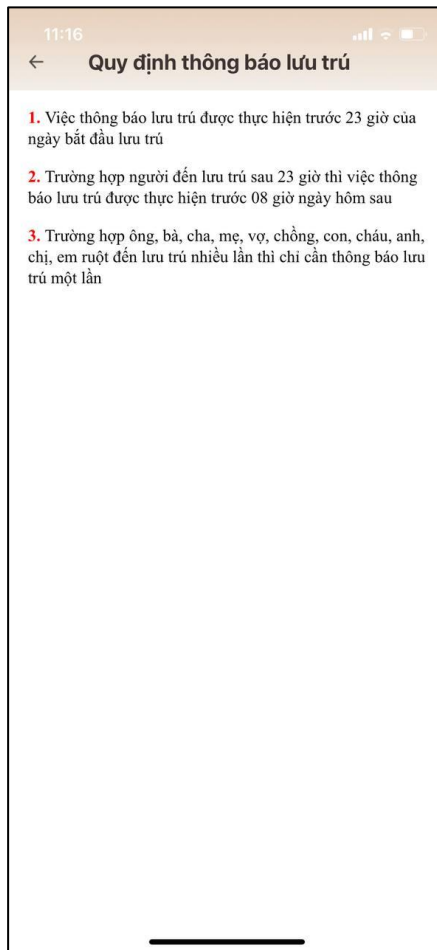 11:16
Quy định thông báo lưu trú
1. Việc thông báo lưu trú được thực hiện trước 23 giờ của
ngày bắt đầu lưu trú
2. Trường hợp người đến lưu trú sau 23 giờ thì việc thông
báo lưu trú được thực hiện trước 08 giờ ngày hôm sau
3. Trường hợp ông, bà, cha, mẹ, vợ, chồng, con, cháu, anh,
chị, em ruột đến lưu trú nhiều lần thì chỉ cần thông báo lưu
trú một lần